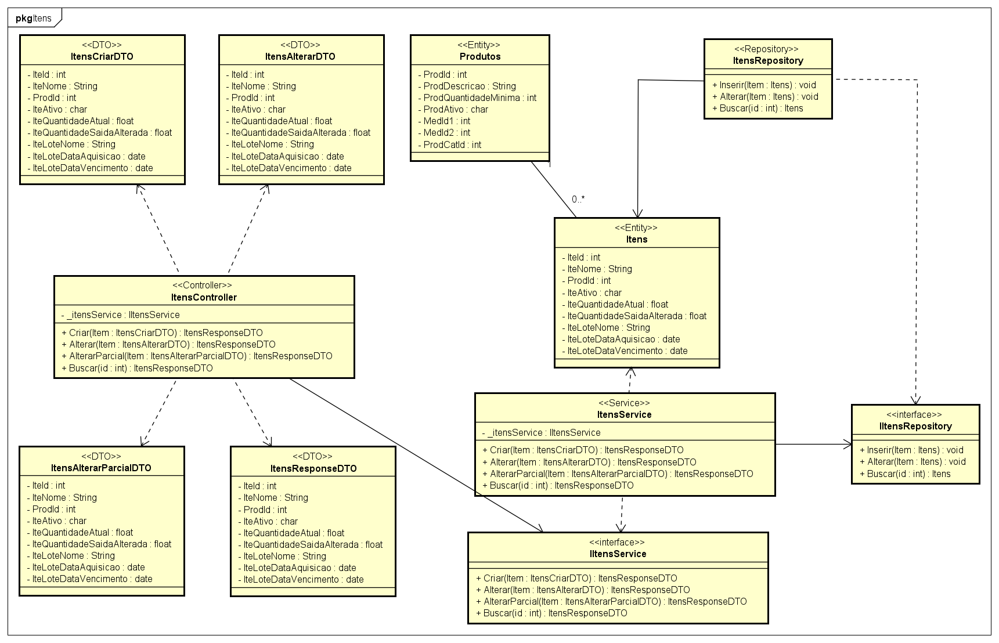 pkg Itens
<<DTO>>
ItensCriarDTO
- IteId : int
- IteNome : String
- ProdId : int
- IteAtivo : char
- IteQuantidadeAtual : float
- IteQuantidadeSaidaAlterada : float
- IteLoteNome : String
- IteLoteDataAquisicao : date
- IteLoteDataVencimento : date
<<DTO>>
ItensAlterarDTO
- IteId : int
- IteNome : String
- ProdId : int
- IteAtivo : char
- IteQuantidadeAtual : float
- IteQuantidadeSaidaAlterada : float
- IteLoteNome : String
- IteLoteDataAquisicao : date
- IteLoteDataVencimento : date
<<Entity>>
Produtos
- ProdId : int
- ProdDescricao : String
- ProdQuantidadeMinima : int
- ProdAtivo : char
- MedId1 : int
- MedId2 : int
- ProdCatId : int
<<Repository>>
ItensRepository
+ Inserir(Item : Itens) : void
+ Alterar(Item : Itens) : void
+ Buscar(id : int) : Itens
0..*
<<Entity>>
Itens
- IteId : int
- IteNome : String
- ProdId : int
- IteAtivo : char
- IteQuantidadeAtual : float
- IteQuantidadeSaidaAlterada : float
- IteLoteNome : String
- IteLoteDataAquisicao : date
- IteLoteDataVencimento : date
<<Controller>>
ItensController
- _itensService : IItensService
+ Criar(Item : ItensCriarDTO) : ItensResponseDTO
+ Alterar(Item : ItensAlterarDTO) : ItensResponseDTO
+ AlterarParcial(Item : ItensAlterarParcialDTO) : ItensResponseDTO
+ Buscar(id : int) : ItensResponseDTO
<<Service>>
ItensService
- _itensService : IItensService
+ Criar(Item : ItensCriarDTO) : ItensResponseDTO
+ Alterar(Item : ItensAlterarDTO) : ItensResponseDTO
+ AlterarParcial(Item : ItensAlterarParcialDTO) : ItensResponseDTO
+ Buscar(id : int) : ItensResponseDTO
<<interface>>
IItensRepository
+ Inserir(Item : Itens) : void
+ Alterar(Item : Itens) : void
+ Buscar(id : int) : Itens
<<DTO>>
ItensAlterarParcialDTO
- IteId : int
- IteNome : String
- ProdId : int
- IteAtivo : char
- IteQuantidadeAtual : float
- IteQuantidadeSaidaAlterada : float
- IteLoteNome : String
- IteLoteDataAquisicao : date
- IteLoteDataVencimento : date
<<DTO>>
ItensResponseDTO
- IteId : int
- IteNome : String
- ProdId : int
- IteAtivo : char
- IteQuantidadeAtual : float
- IteQuantidadeSaidaAlterada : float
- IteLoteNome : String
- IteLoteDataAquisicao : date
- IteLoteDataVencimento : date
<<interface>>
IItensService
+ Criar(Item : ItensCriarDTO) : ItensResponseDTO
+ Alterar(Item : ItensAlterarDTO) : ItensResponseDTO
+ AlterarParcial(Item : ItensAlterarParcialDTO) : ItensResponseDTO
+ Buscar(id : int) : ItensResponseDTO